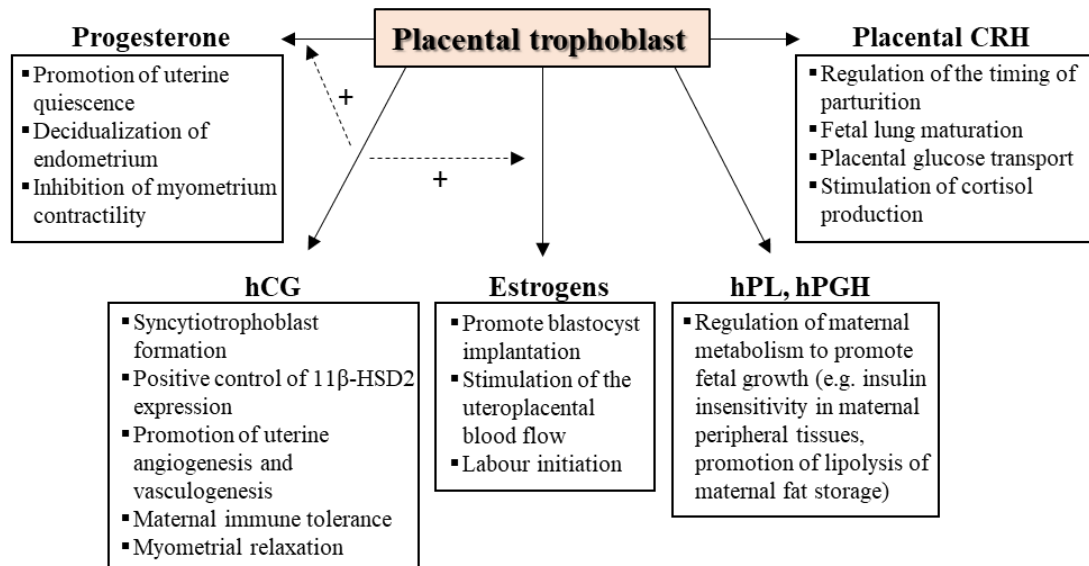 Placental trophoblast
Progesterone
▪ Promotion of uterine
quiescence
▪ Decidualization of
endometrium
▪ Inhibition of myometrium
contractility
+
+
Placental CRH
▪ Regulation of the timing of
parturition
▪ Fetal lung maturation
▪ Placental glucose transport
▪ Stimulation of cortisol
production
hCG
▪ Syncytiotrophoblast
formation
▪ Positive control of 11β-HSD2
expression
▪ Promotion of uterine
angiogenesis and
vasculogenesis
▪ Maternal immune tolerance
▪ Myometrial relaxation
Estrogens
▪ Promote blastocyst
implantation
▪ Stimulation of the
uteroplacental
blood flow
▪ Labour initiation
hPL, hPGH
▪ Regulation of maternal
metabolism to promote
fetal growth (e.g. insulin
insensitivity in maternal
peripheral tissues,
promotion of lipolysis of
maternal fat storage)